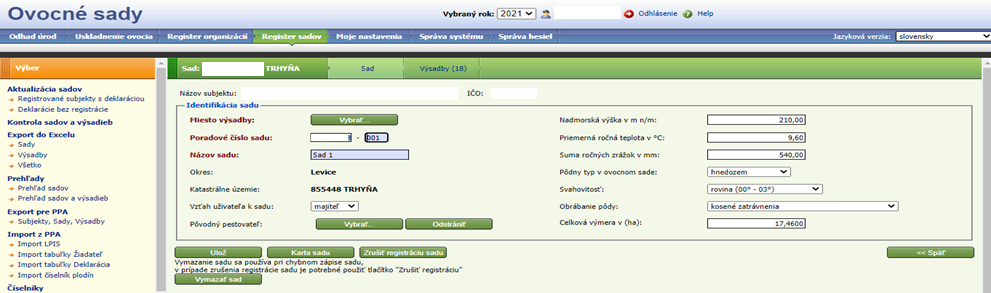 Ovocné sady
Vybraný rok: 2021 Odhlásenie Help
Odhad úrod Uskladnenie ovocia Register organizácií Register sadov Moje nastavenia Správa systému Správa hesiel Jazyková verzia: slovensky
Výber
Aktualizácia sadov
Registrované subjekty s deklaráciou
Deklarácie bez registrácie
Kontrola sadov a výsadieb
Export do Excelu
Sady
Výsadby
Všetko
Prehľady
Prehľad sadov
Prehľad sadov a výsadieb
Export pre PPA
Subjekty, Sady, Výsadby
Import z PPA
Import LPIS
Import tabuľky Žiadateľ
Import tabuľky Deklarácia
Import číselník plodín
Číselníky
Sad: TRHYŇA Sad Výsadby (18)
Názov subjektu: IČO:
Identifikácia sadu
Miesto výsadby: Vybrať...
Poradové číslo sadu: 3 - 001
Názov sadu: Sad 1
Okres: Levice
Katastrálne územie: 855448 TRHYŇA
Vzťah uživateľa k sadu: majiteľ
Pôvodný pestovateľ: Vybrať... Odstrániť
Nadmorská výška v m n/m: 210,00
Priemerná ročná teplota v °C: 9,60
Suma ročných zrážok v mm: 540,00
Pôdny typ v ovocnom sade: hnedozem
Svahovitosť: rovina (00° - 03°)
Obrábanie pôdy: kosené zatrávnenia
Celková výmera v (ha): 17,4600
Ulož Karta sadu Zrušiť registráciu sadu << Späť
Vymazanie sadu sa používa pri chybnom zápise sadu,
v prípade zrušenia registrácie sadu je potrebné použiť tlačítko "Zrušiť registráciu"
Vymazať sad